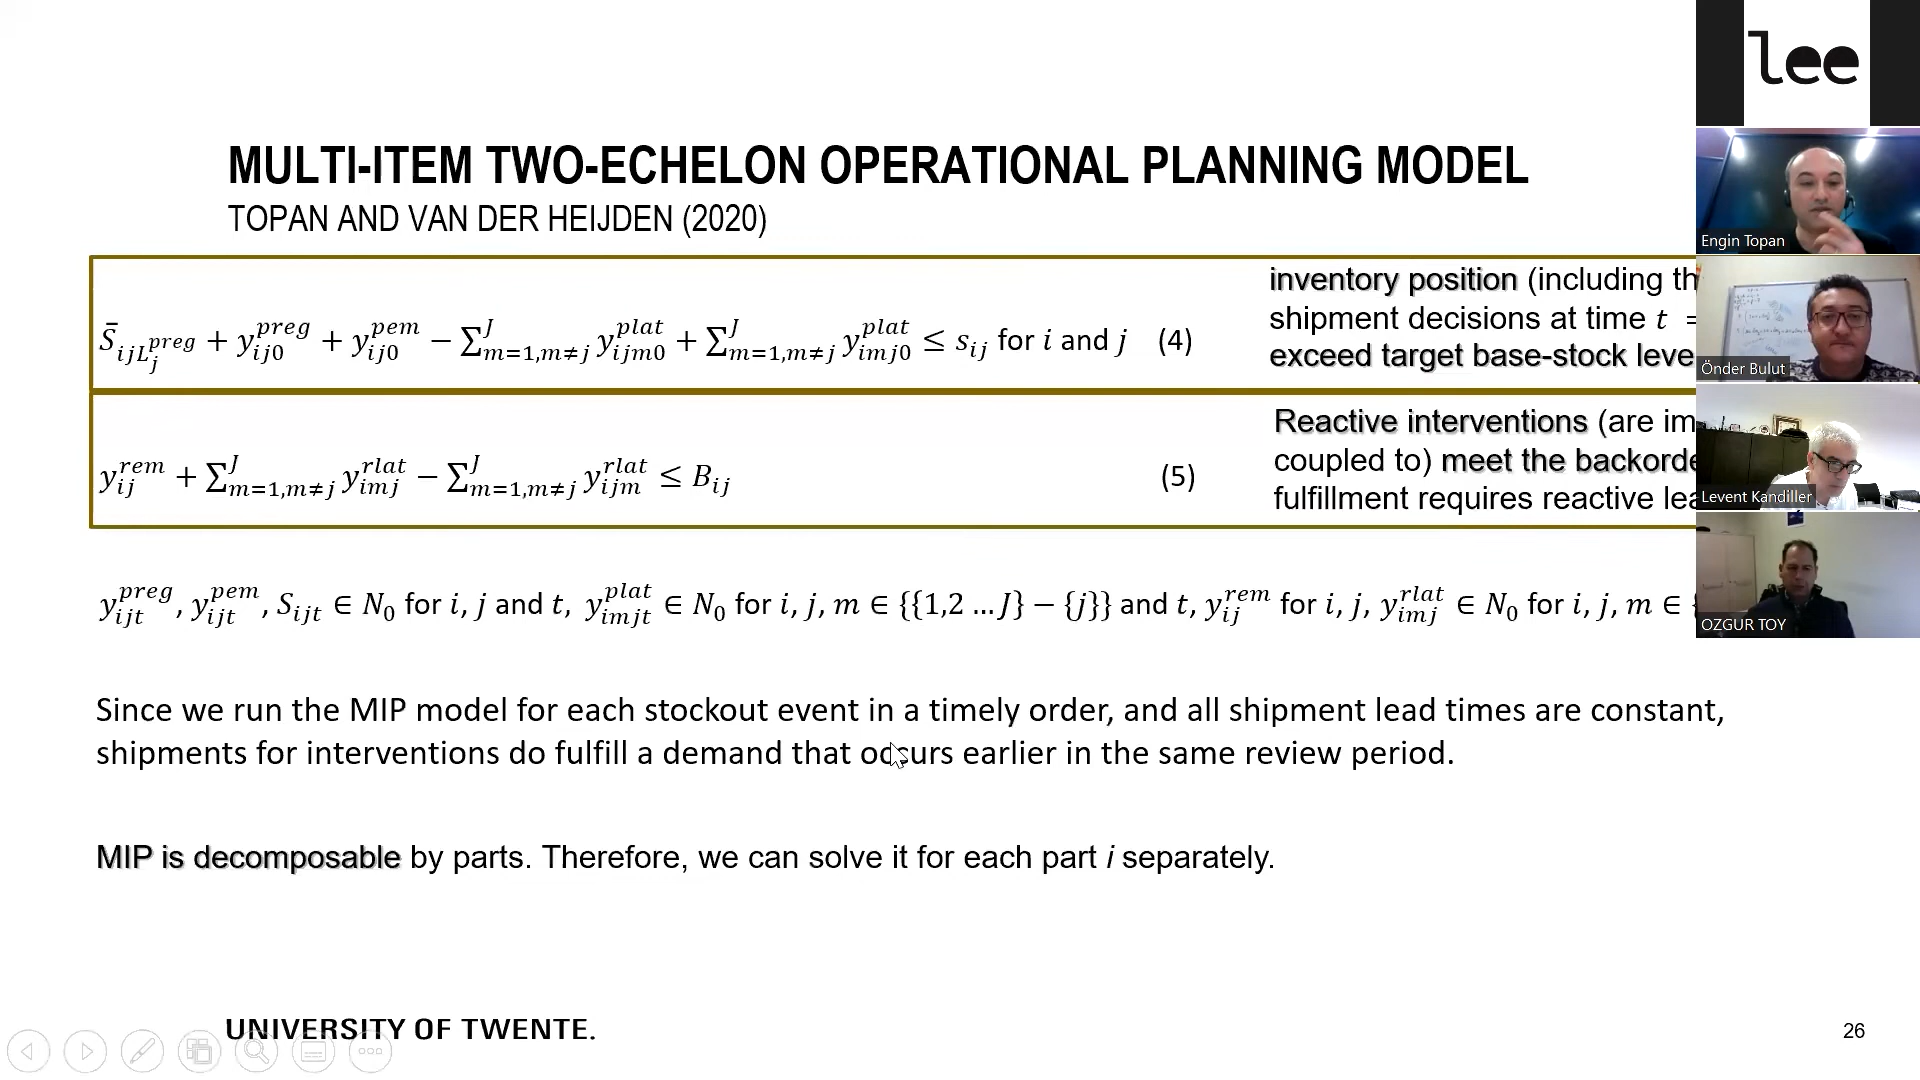 MULTI-ITEM TWO-ECHELON OPERATIONAL PLANNING MODEL
TOPAN AND VAN DER HEIJDEN (2020)
S̄_{ijL_j^{preg}} + y_{ij0}^{preg} + y_{ij0}^{pem} − ∑_{m=1,m≠j}^{J} y_{ijm0}^{plat} + ∑_{m=1,m≠j}^{J} y_{imj0}^{plat} ≤ s_{ij} for i and j (4)
inventory position (including th
shipment decisions at time t =
exceed target base-stock leve
y_{ij}^{rem} + ∑_{m=1,m≠j}^{J} y_{imj}^{rlat} − ∑_{m=1,m≠j}^{J} y_{ijm}^{rlat} ≤ B_{ij} (5)
Reactive interventions (are im
coupled to) meet the backorde
fulfillment requires reactive lea
y_{ijt}^{preg}, y_{ijt}^{pem}, S_{ijt} ∈ N_0 for i, j and t, y_{imjt}^{plat} ∈ N_0 for i, j, m ∈ {{1,2 …J} − {j}} and t, y_{ij}^{rem} for i, j, y_{imj}^{rlat} ∈ N_0 for i, j, m ∈ {
Since we run the MIP model for each stockout event in a timely order, and all shipment lead times are constant,
shipments for interventions do fulfill a demand that occurs earlier in the same review period.
MIP is decomposable by parts. Therefore, we can solve it for each part i separately.
UNIVERSITY OF TWENTE.
26
lee
Engin Topan
Önder Bulut
Levent Kandiller
OZGUR TOY